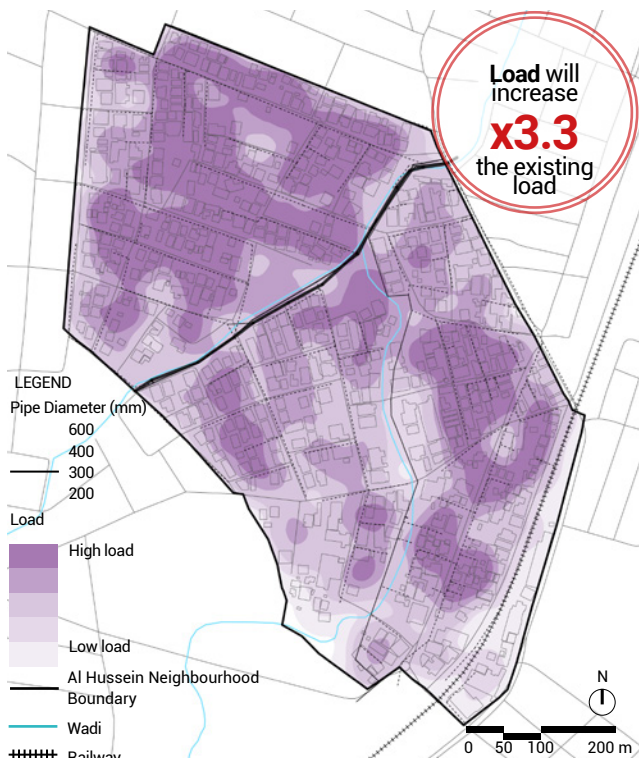 Load will
increase
x3.3
the existing
load
LEGEND
Pipe Diameter (mm)
600
400
300
200
Load
High load
Low load
Al Hussein Neighbourhood
Boundary
Wadi
Railway
N
0 50 100 200 m